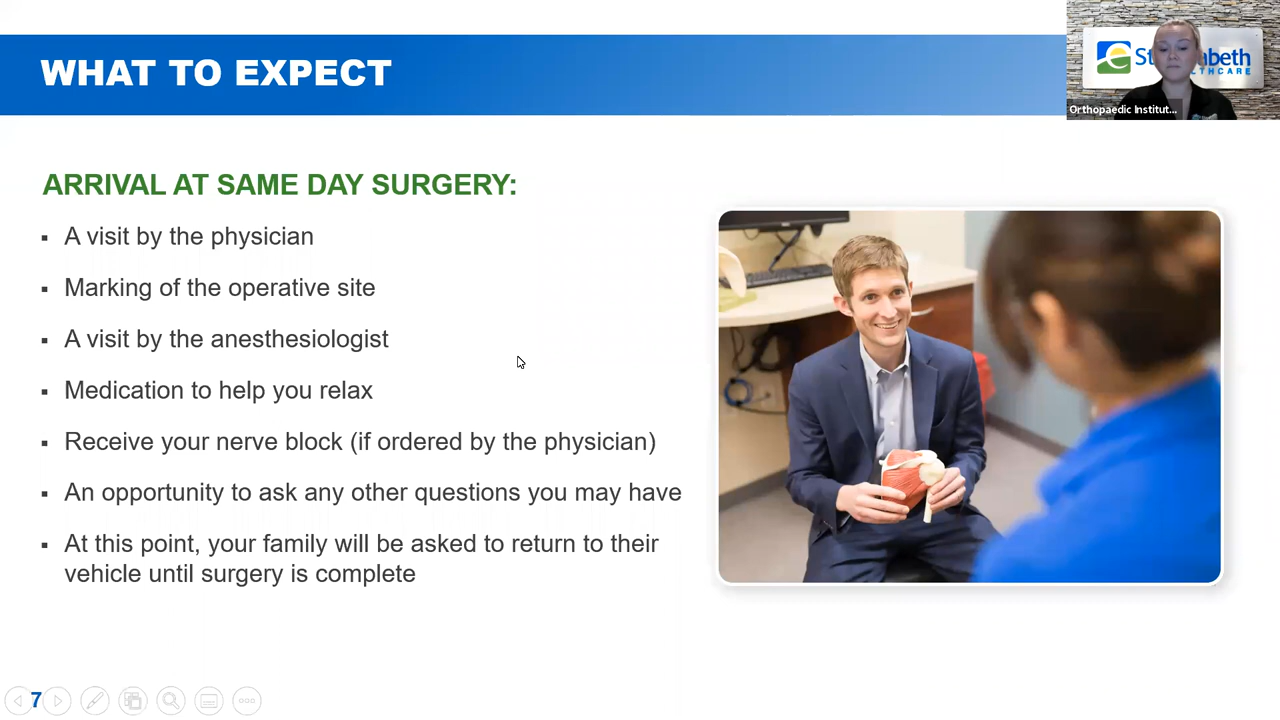 WHAT TO EXPECT
St
beth
LTHCARE
Orthopaedic Institut...
ARRIVAL AT SAME DAY SURGERY:
▪ A visit by the physician
▪ Marking of the operative site
▪ A visit by the anesthesiologist
▪ Medication to help you relax
▪ Receive your nerve block (if ordered by the physician)
▪ An opportunity to ask any other questions you may have
▪ At this point, your family will be asked to return to their
vehicle until surgery is complete
7